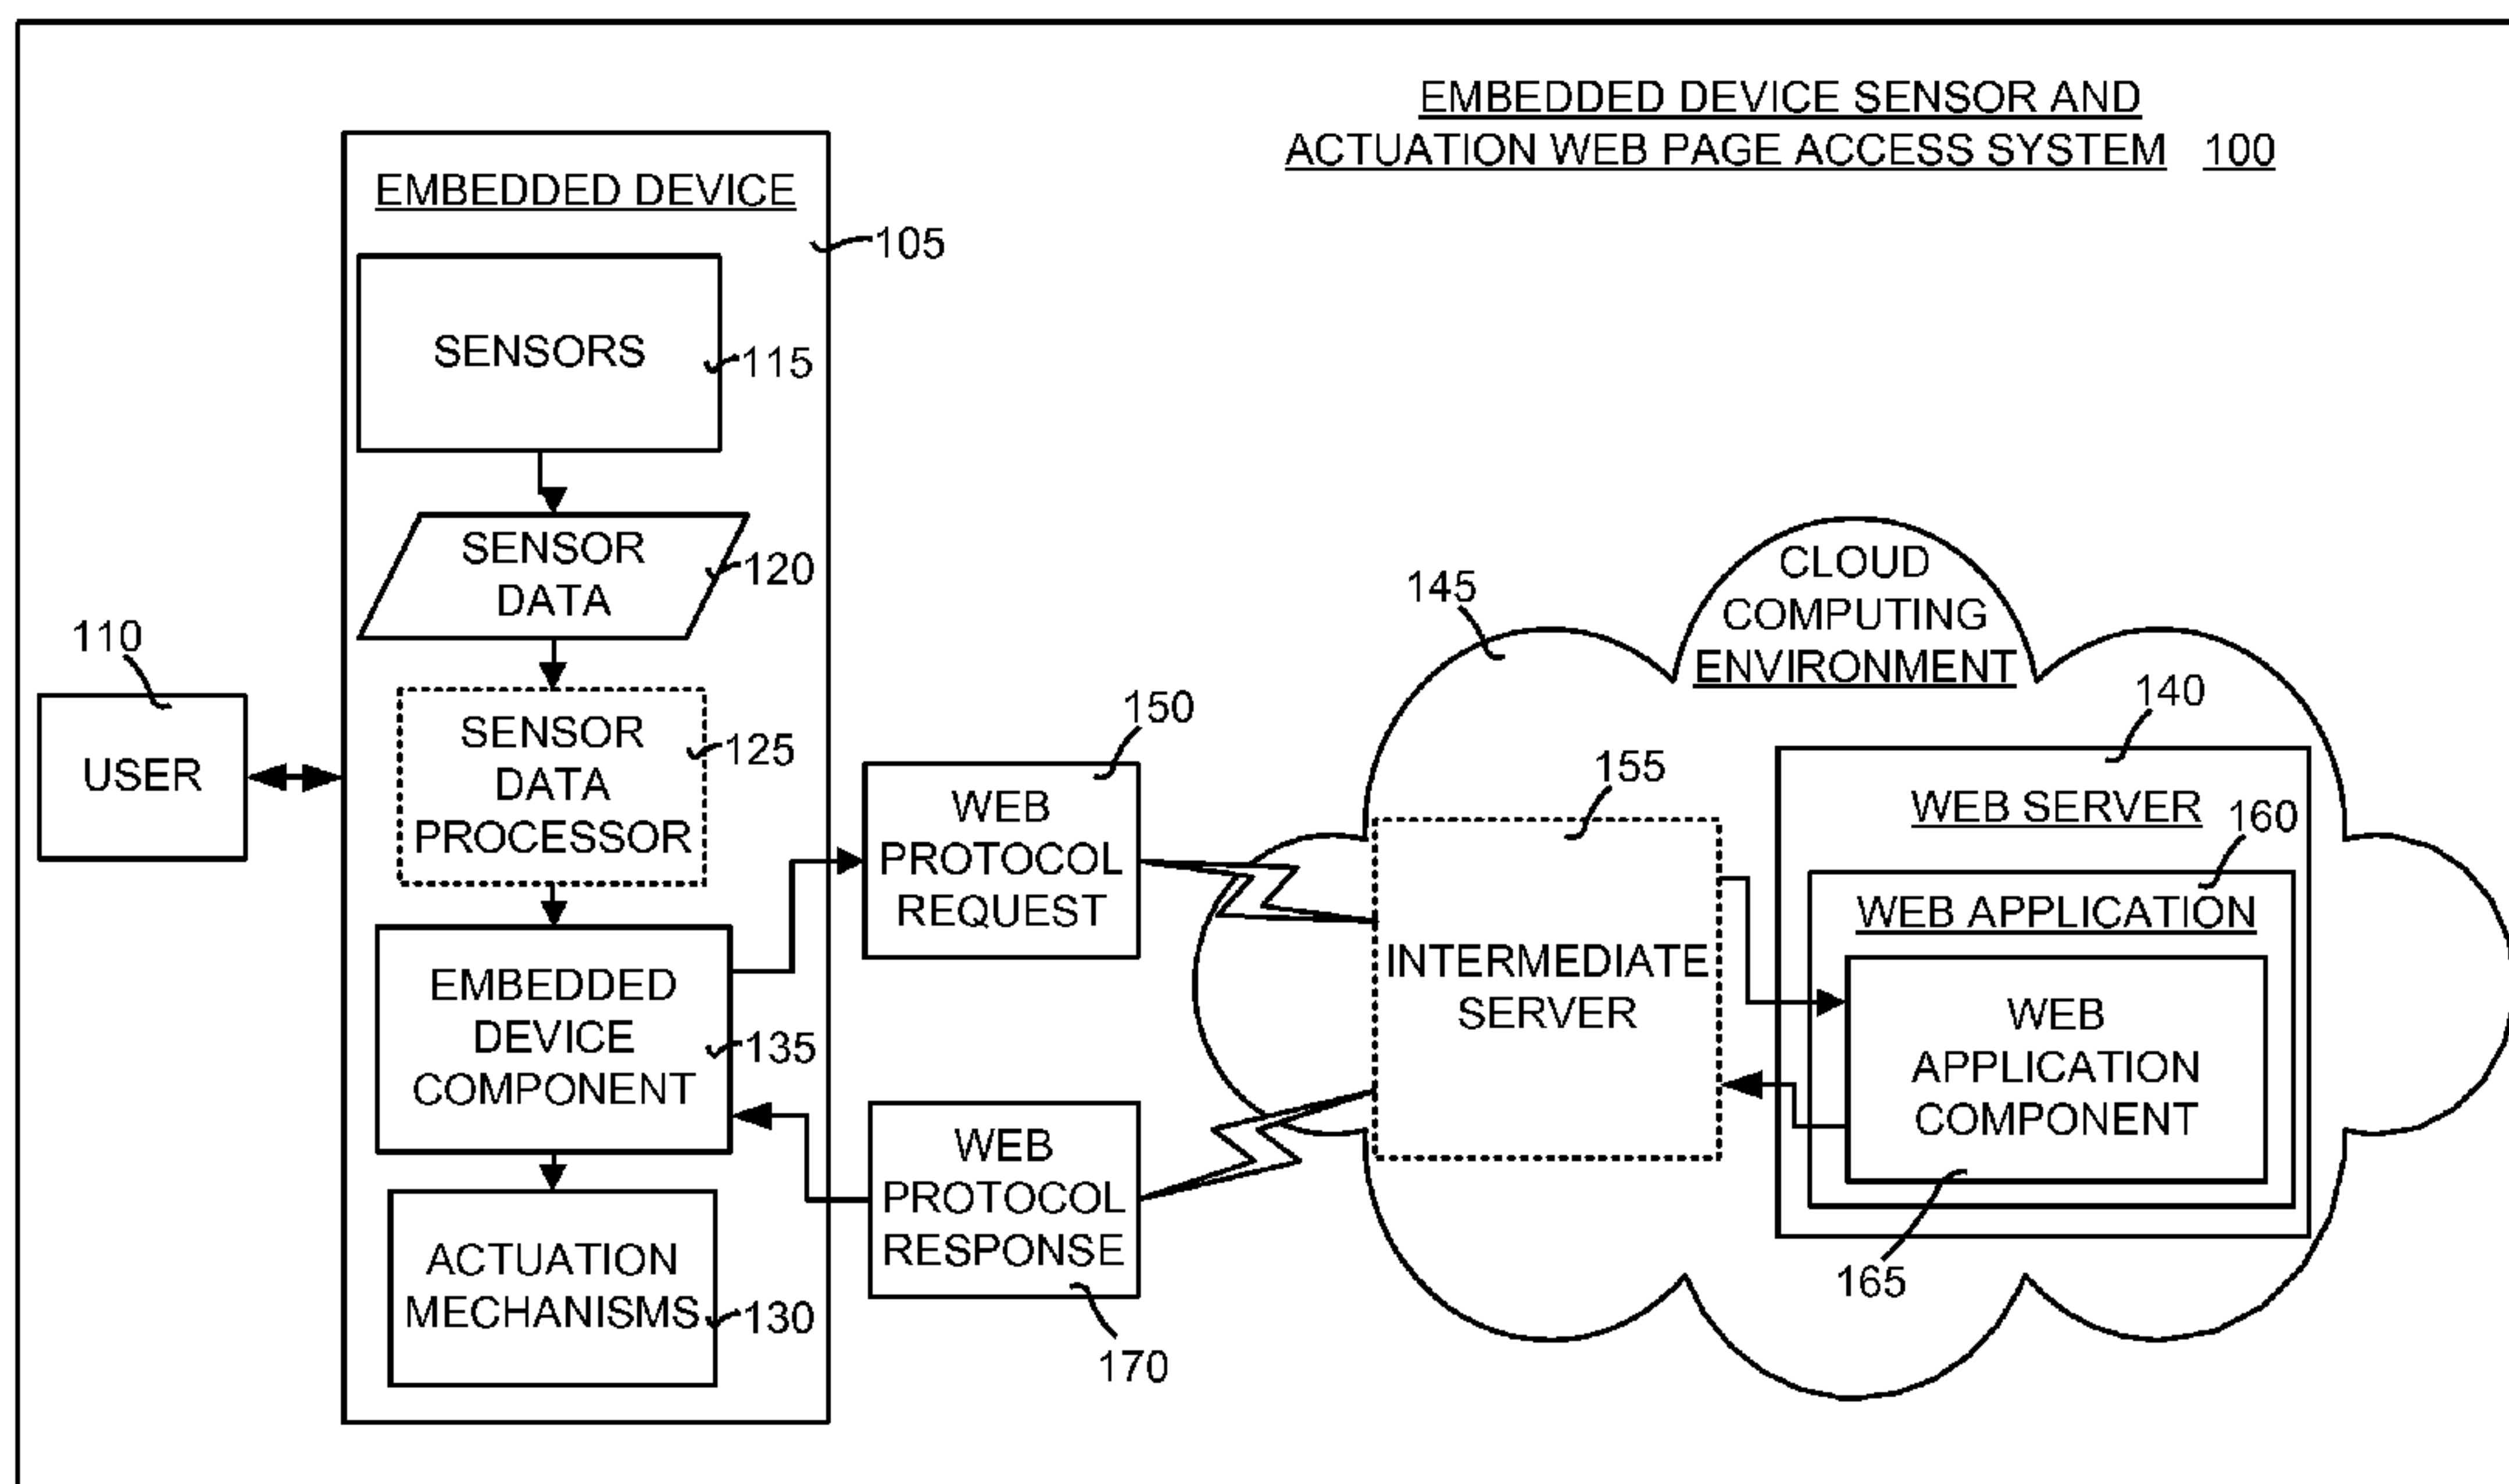 EMBEDDED DEVICE SENSOR AND
ACTUATION WEB PAGE ACCESS SYSTEM 100
EMBEDDED DEVICE
105
SENSORS
115
SENSOR
DATA
120
110
USER
SENSOR
DATA
PROCESSOR
125
EMBEDDED
DEVICE
COMPONENT
135
ACTUATION
MECHANISMS
130
150
WEB
PROTOCOL
REQUEST
WEB
PROTOCOL
RESPONSE
170
145
CLOUD
COMPUTING
ENVIRONMENT
155
INTERMEDIATE
SERVER
140
WEB SERVER
160
WEB APPLICATION
WEB
APPLICATION
COMPONENT
165